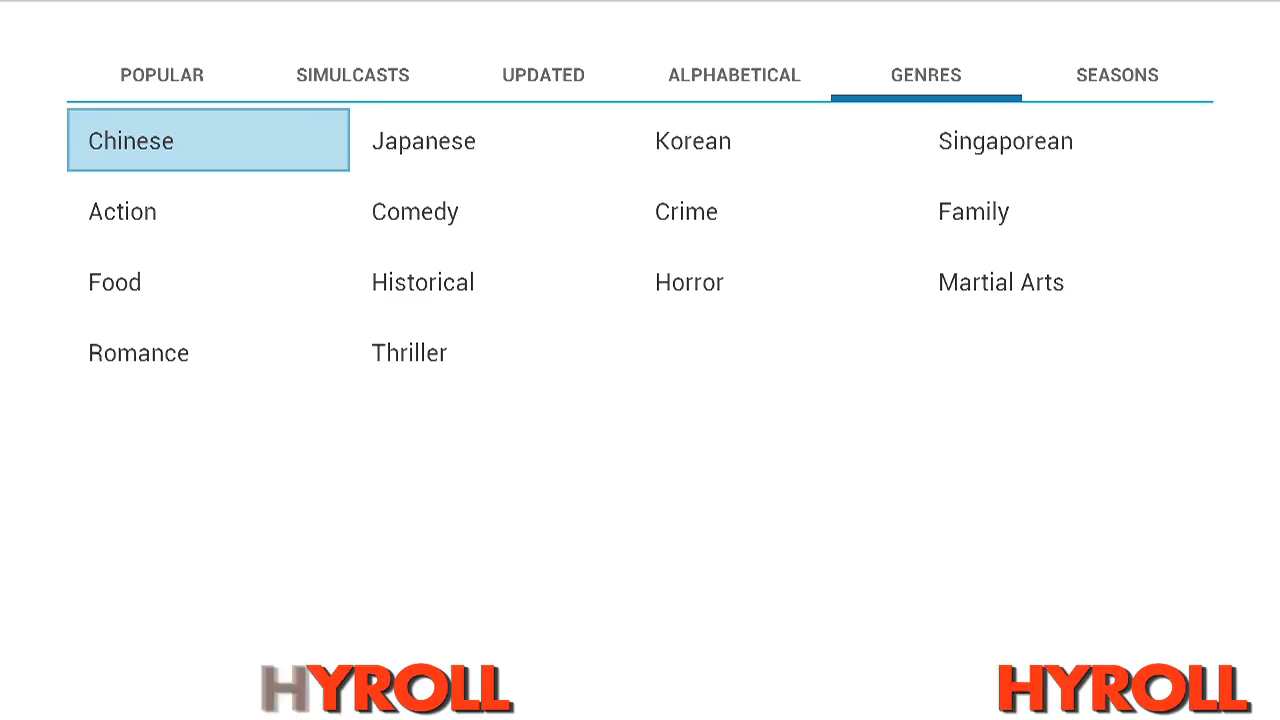 POPULAR SIMULCASTS UPDATED ALPHABETICAL GENRES SEASONS
Chinese Japanese Korean Singaporean
Action Comedy Crime Family
Food Historical Horror Martial Arts
Romance Thriller
HYROLL HYROLL